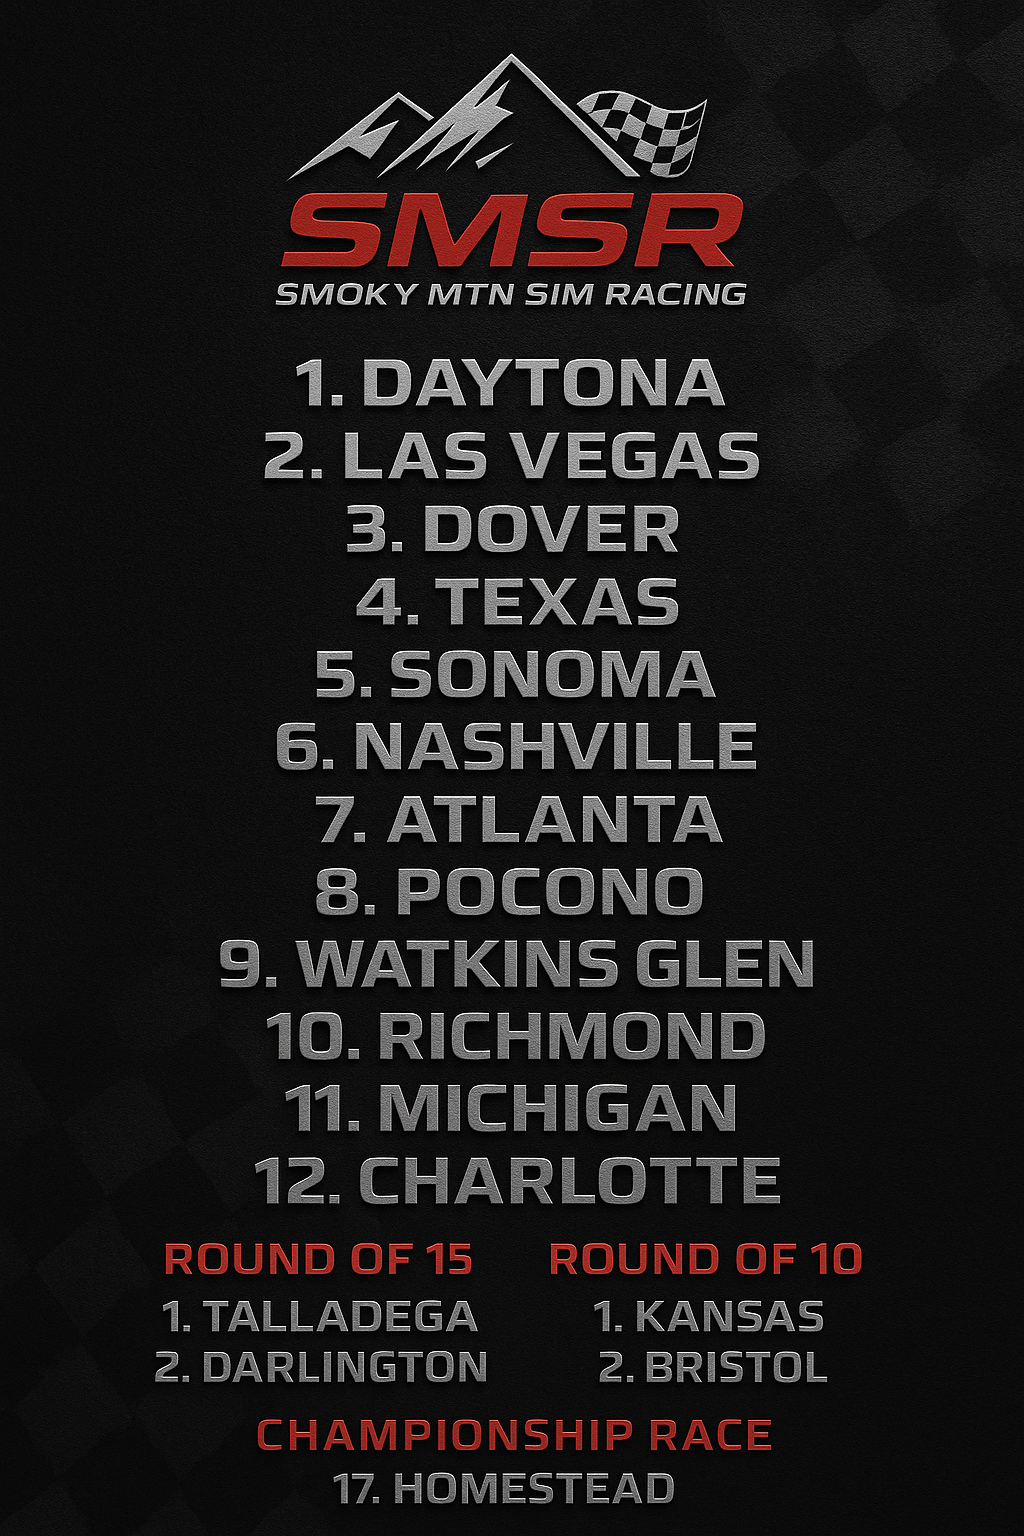 SMSR
SMOKY MTN SIM RACING
1. DAYTONA
2. LAS VEGAS
3. DOVER
4. TEXAS
5. SONOMA
6. NASHVILLE
7. ATLANTA
8. POCONO
9. WATKINS GLEN
10. RICHMOND
11. MICHIGAN
12. CHARLOTTE
ROUND OF 15
1. TALLADEGA
2. DARLINGTON
ROUND OF 10
1. KANSAS
2. BRISTOL
CHAMPIONSHIP RACE
17. HOMESTEAD